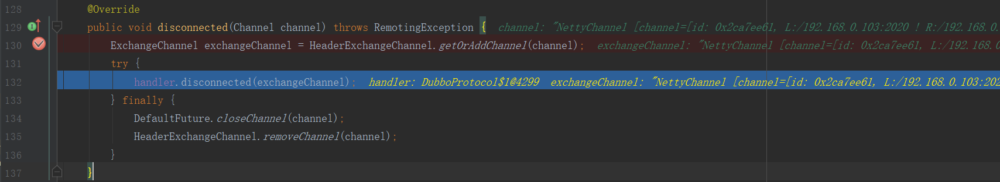 128 @Override
129 public void disconnected(Channel channel) throws RemotingException { channel: "NettyChannel [channel=[id: 0x2ca7ee61, L:/192.168.0.103:2020 ! R:/192.168.0.
130 ExchangeChannel exchangeChannel = HeaderExchangeChannel.getOrAddChannel(channel); exchangeChannel: "NettyChannel [channel=[id: 0x2ca7ee61, L:/192.168.0
131 try {
132 handler.disconnected(exchangeChannel); handler: DubboProtocol$1@4299 exchangeChannel: "NettyChannel [channel=[id: 0x2ca7ee61, L:/192.168.0.103:202
133 } finally {
134 DefaultFuture.closeChannel(channel);
135 HeaderExchangeChannel.removeChannel(channel);
136 }
137 }